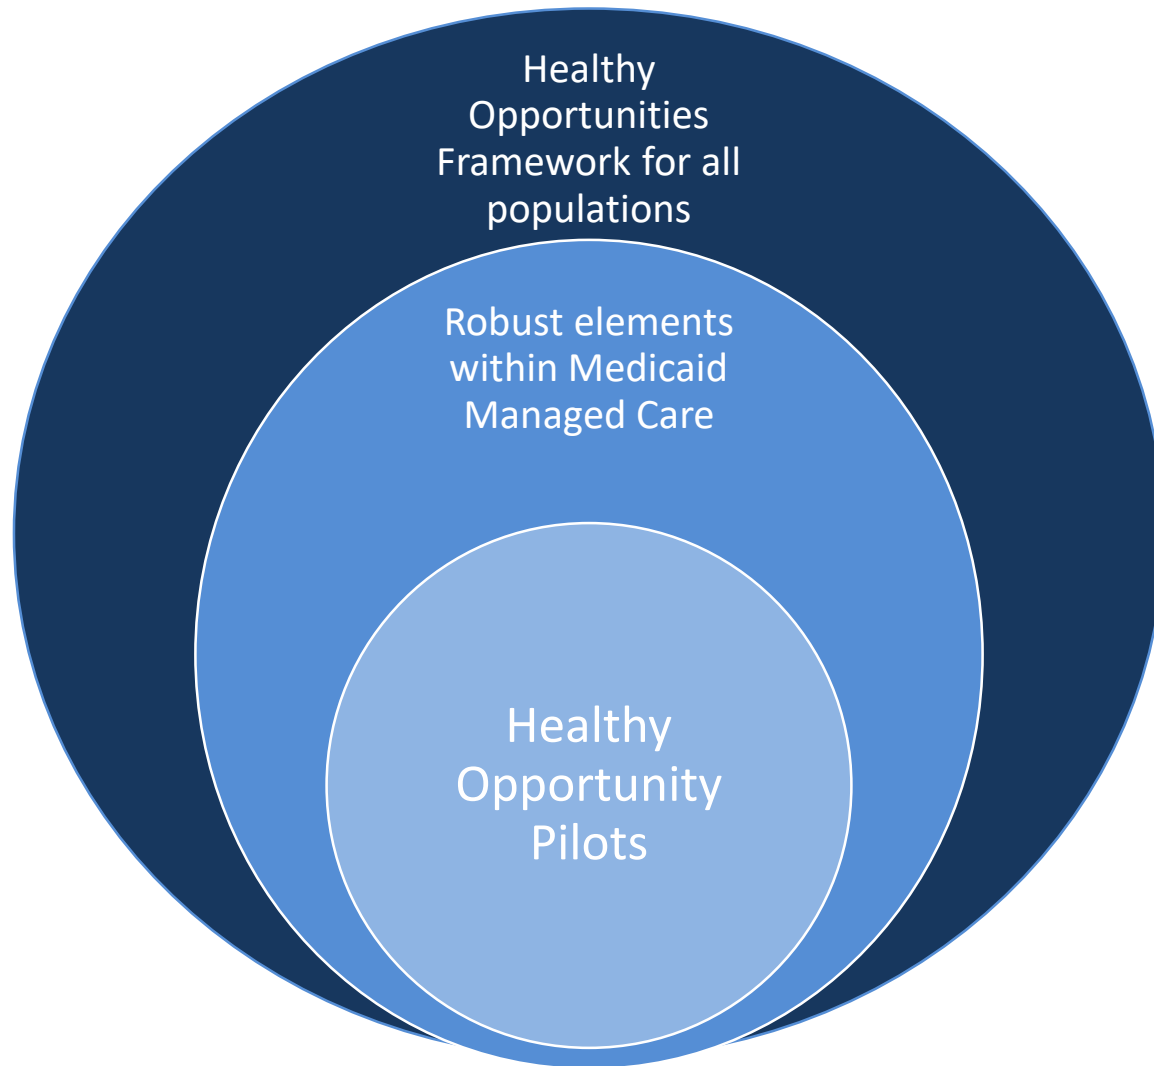 Healthy
Opportunities
Framework for all
populations
Robust elements
within Medicaid
Managed Care
Healthy
Opportunity
Pilots